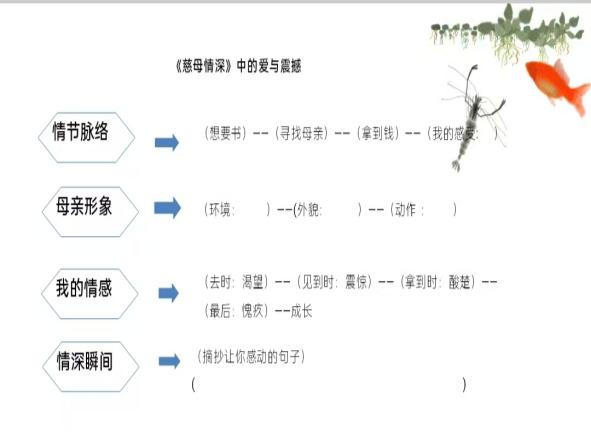 《慈母情深》中的爱与震撼
情节脉络
（想要书）——（寻找母亲）——（拿到钱）——（我的感受： ）
母亲形象
（环境： ）——(外貌： ）——（动作 ： ）
我的情感
（去时：渴望）——（见到时：震惊）——（拿到时：酸楚）——
（最后：愧疚）——成长
情深瞬间
（摘抄让你感动的句子）
( )